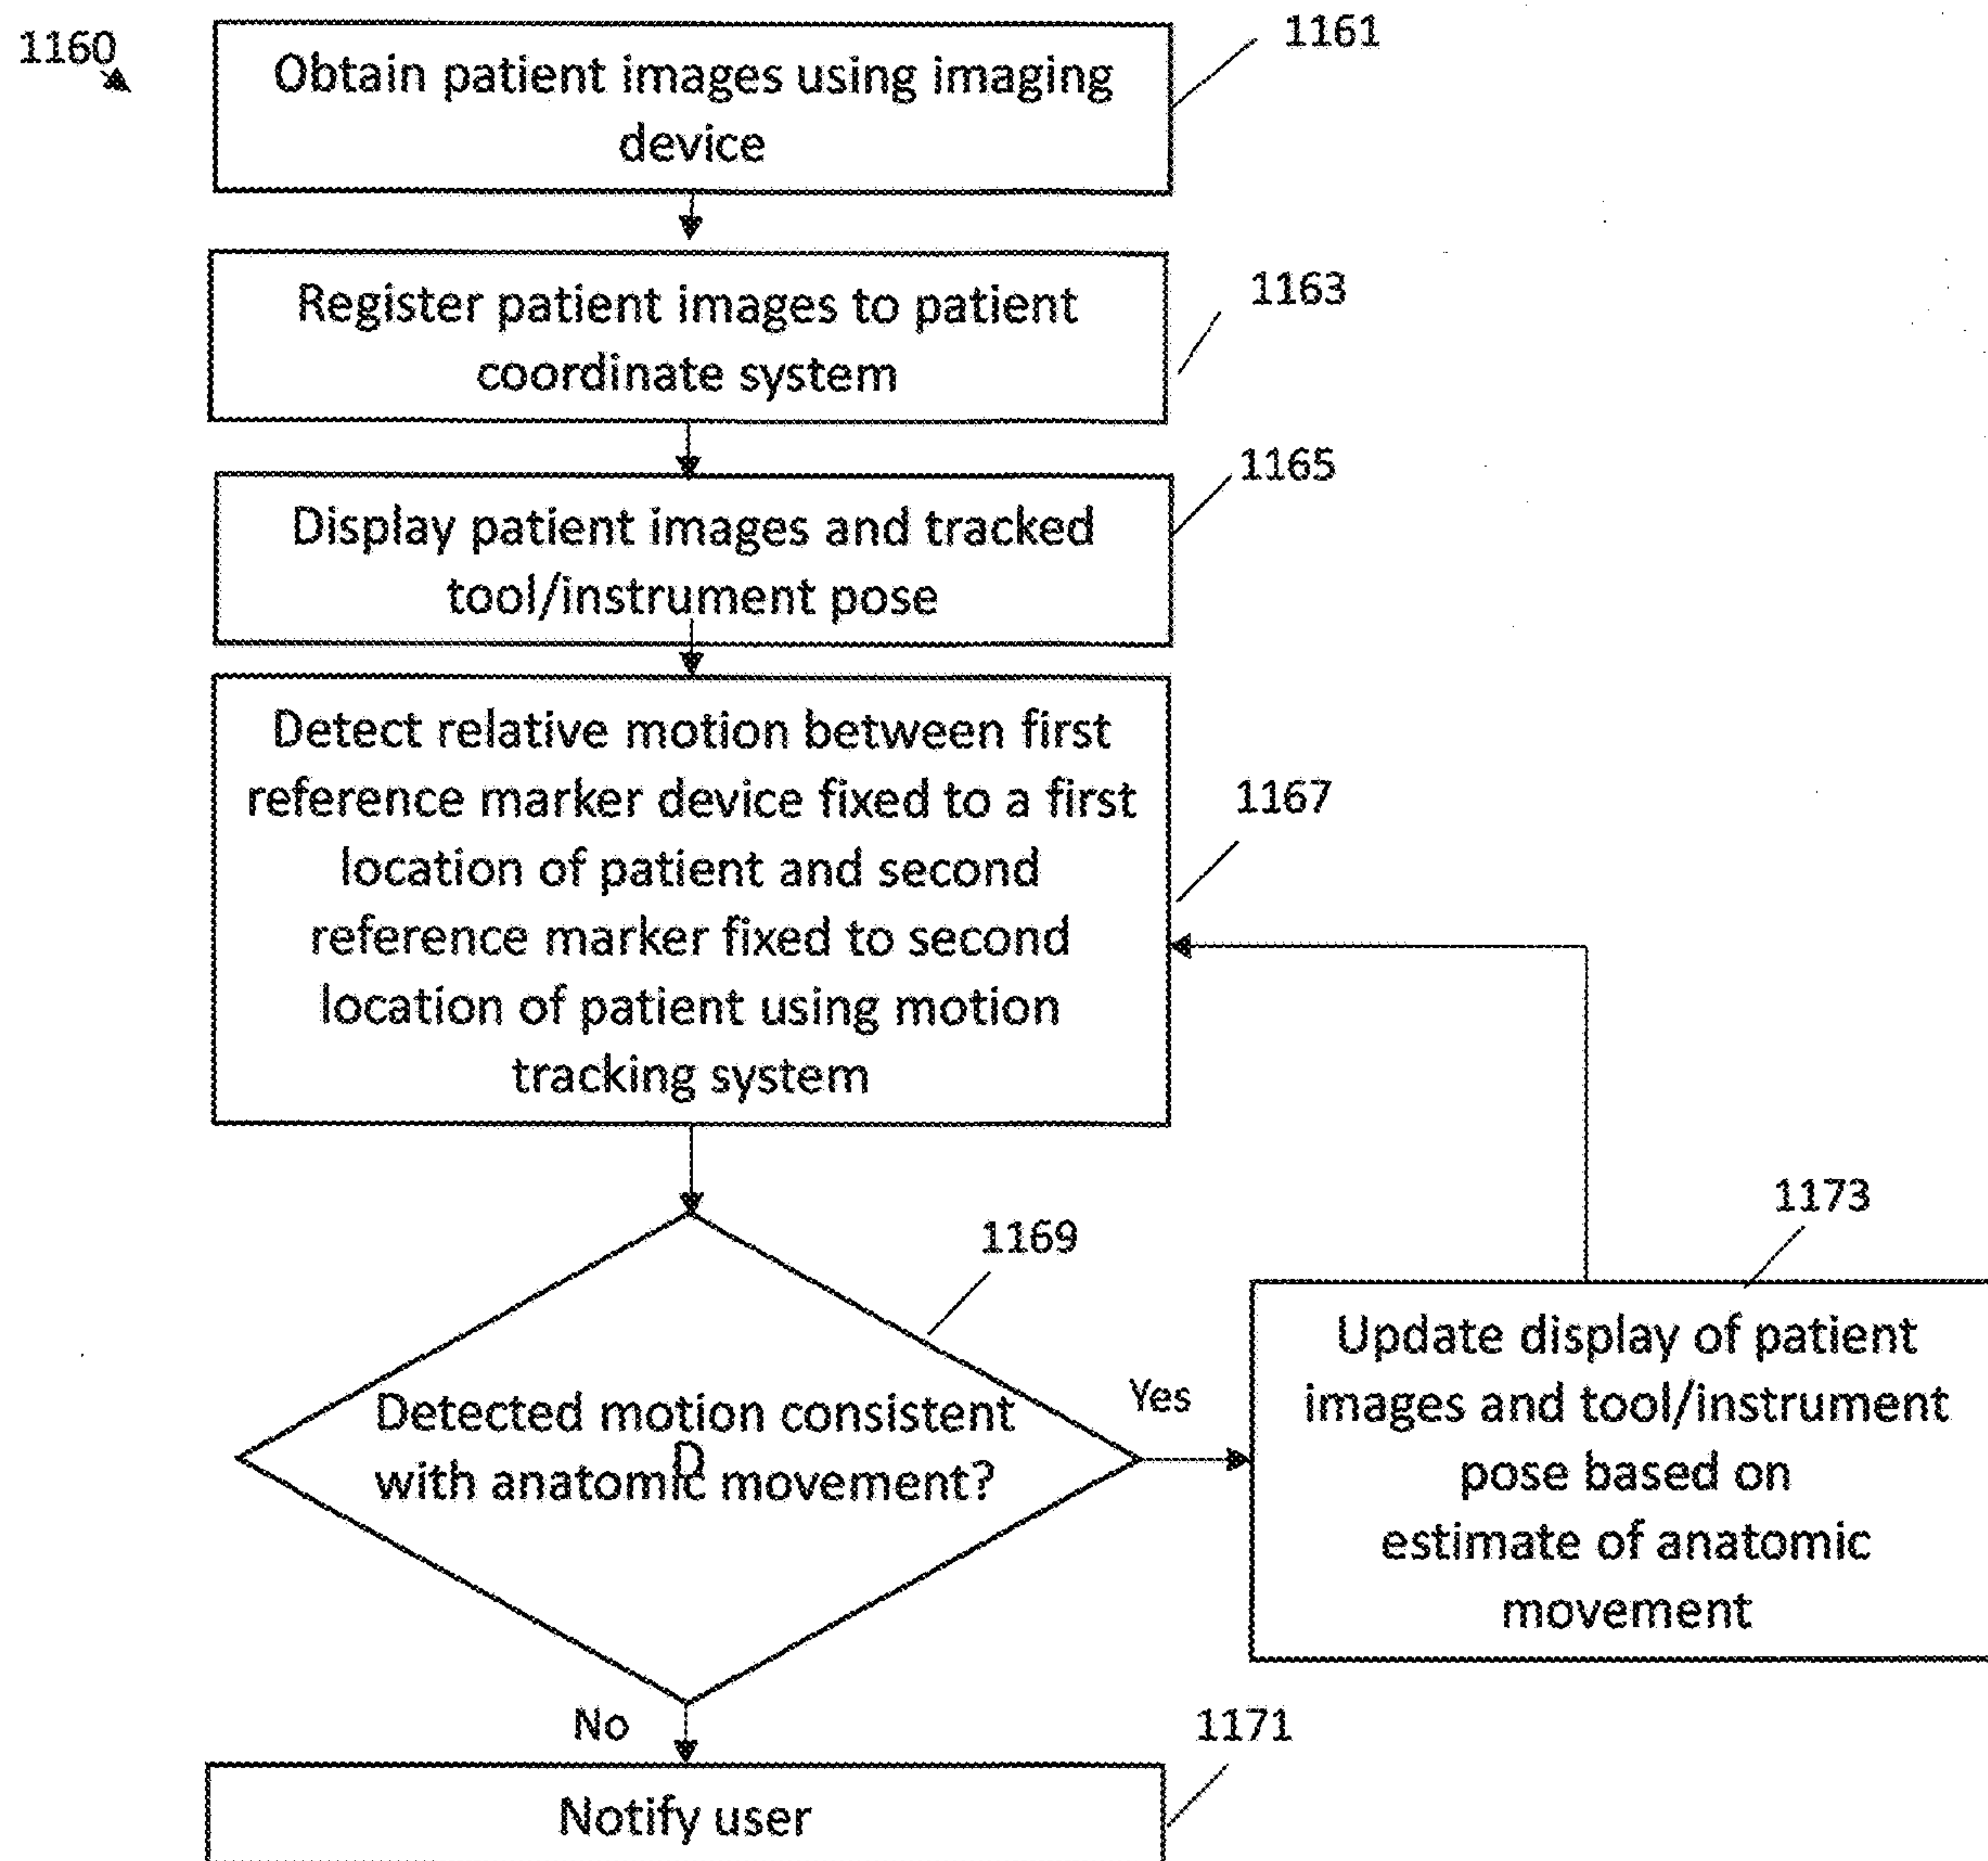 1160
Obtain patient images using imaging
device
1161
Register patient images to patient
coordinate system
1163
Display patient images and tracked
tool/instrument pose
1165
Detect relative motion between first
reference marker device fixed to a first
location of patient and second
reference marker fixed to second
location of patient using motion
tracking system
1167
1169
Detected motion consistent
D
with anatomic movement?
Yes
1173
Update display of patient
images and tool/instrument
pose based on
estimate of anatomic
movement
No
1171
Notify user